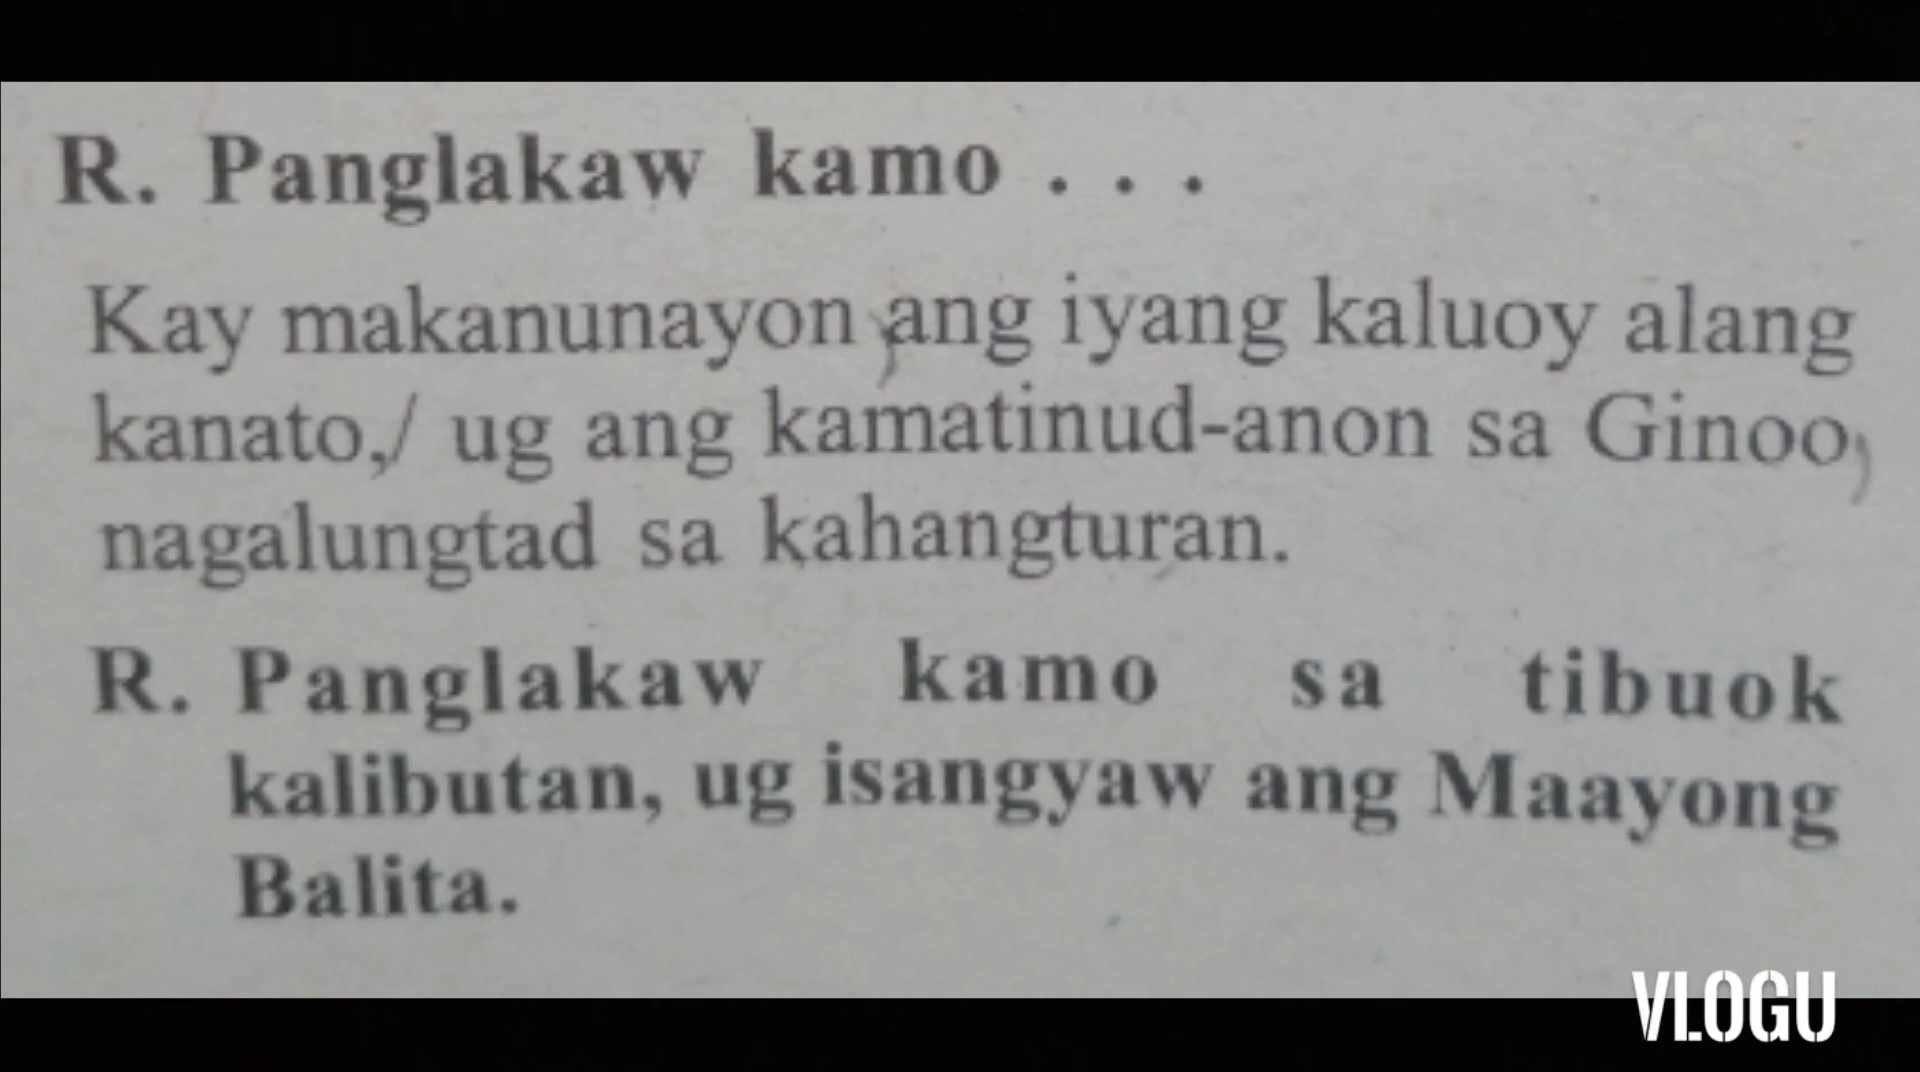 R. Panglakaw kamo . . .
Kay makanunayon ang iyang kaluoy alang
kanato,/ ug ang kamatinud-anon sa Ginoo,
nagalungtad sa kahangturan.
R. Panglakaw kamo sa tibuok
kalibutan, ug isangyaw ang Maayong
Balita.
VLOGU